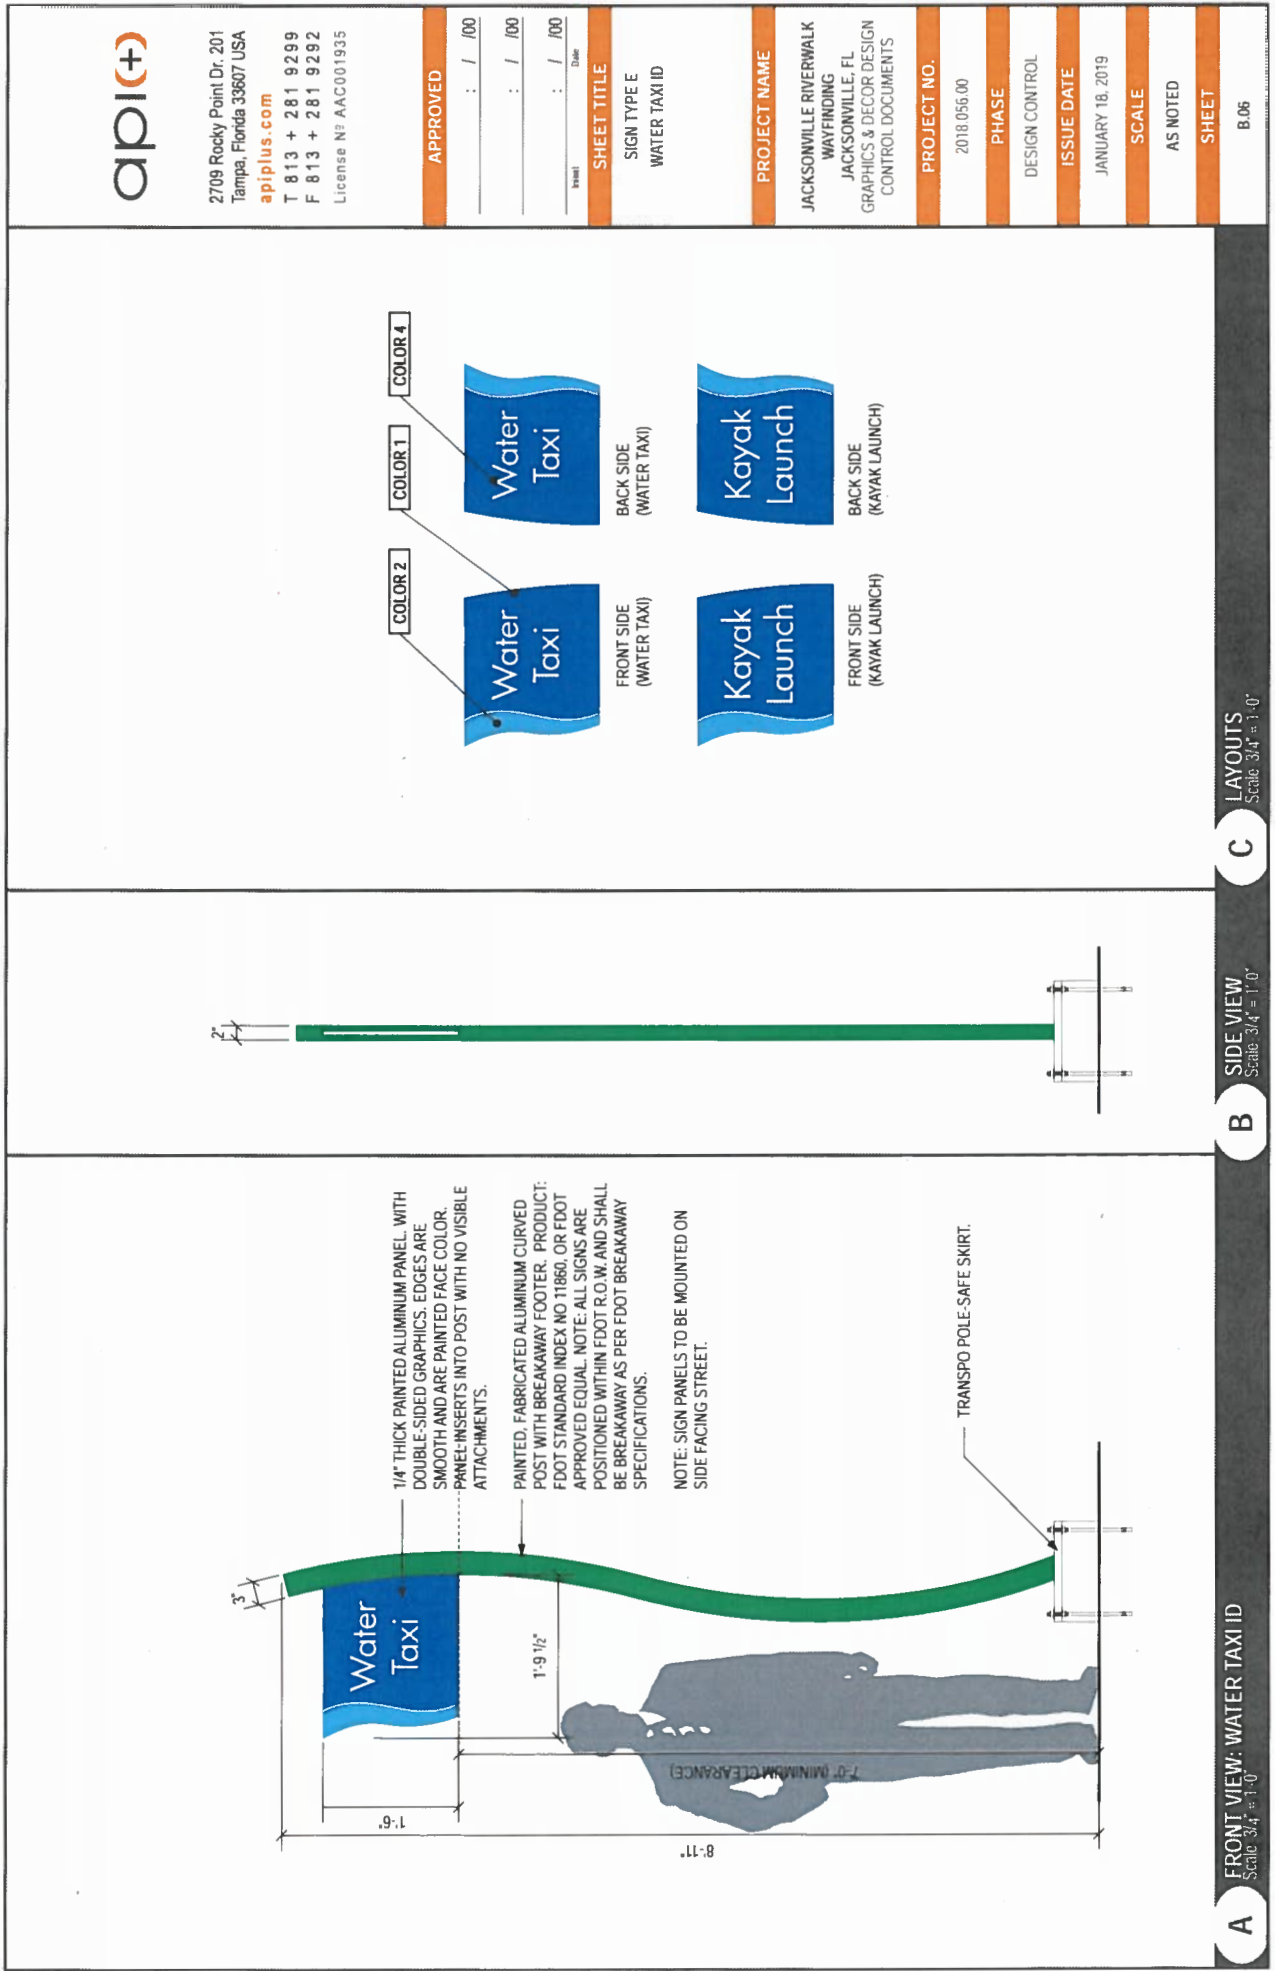 3"
Water
Taxi
1/4" THICK PAINTED ALUMINUM PANEL. WITH
DOUBLE-SIDED GRAPHICS. EDGES ARE
SMOOTH AND ARE PAINTED FACE COLOR.
PANEL INSERTS INTO POST WITH NO VISIBLE
ATTACHMENTS.
PAINTED, FABRICATED ALUMINUM CURVED
POST WITH BREAKAWAY FOOTER. PRODUCT:
FDOT STANDARD INDEX NO 11860, OR FDOT
APPROVED EQUAL. NOTE: ALL SIGNS ARE
POSITIONED WITHIN FDOT R.O.W. AND SHALL
BE BREAKAWAY AS PER FDOT BREAKAWAY
SPECIFICATIONS.
NOTE: SIGN PANELS TO BE MOUNTED ON
SIDE FACING STREET.
TRANSPO POLE-SAFE SKIRT.
1'-9 1/2"
1'-6"
8'-11"
7'-0" (MINIMUM CLEARANCE)
A
FRONT VIEW: WATER TAXI ID
Scale 3/4" = 1'-0"
2"
B
SIDE VIEW
Scale: 3/4" = 1'-0"
COLOR 2
COLOR 1
COLOR 4
Water
Taxi
Water
Taxi
FRONT SIDE
(WATER TAXI)
BACK SIDE
(WATER TAXI)
Kayak
Launch
Kayak
Launch
FRONT SIDE
(KAYAK LAUNCH)
BACK SIDE
(KAYAK LAUNCH)
C
LAYOUTS
Scale 3/4" = 1'-0"
api(+)
2709 Rocky Point Dr. 201
Tampa, Florida 33607 USA
apiplus.com
T 813 + 281 9299
F 813 + 281 9292
License Nº AAC001935
APPROVED
: / /00
: / /00
: / /00
Initial Date
SHEET TITLE
SIGN TYPE E
WATER TAXI ID
PROJECT NAME
JACKSONVILLE RIVERWALK
WAYFINDING
JACKSONVILLE, FL
GRAPHICS & DECOR DESIGN
CONTROL DOCUMENTS
PROJECT NO.
2018.056.00
PHASE
DESIGN CONTROL
ISSUE DATE
JANUARY 18, 2019
SCALE
AS NOTED
SHEET
B.06